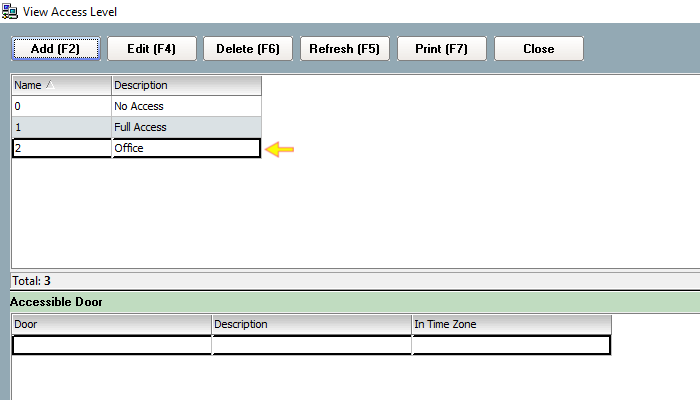 View Access Level
Add (F2) Edit (F4) Delete (F6) Refresh (F5) Print (F7) Close
Name Description
0 No Access
1 Full Access
2 Office
Total: 3
Accessible Door
Door Description In Time Zone